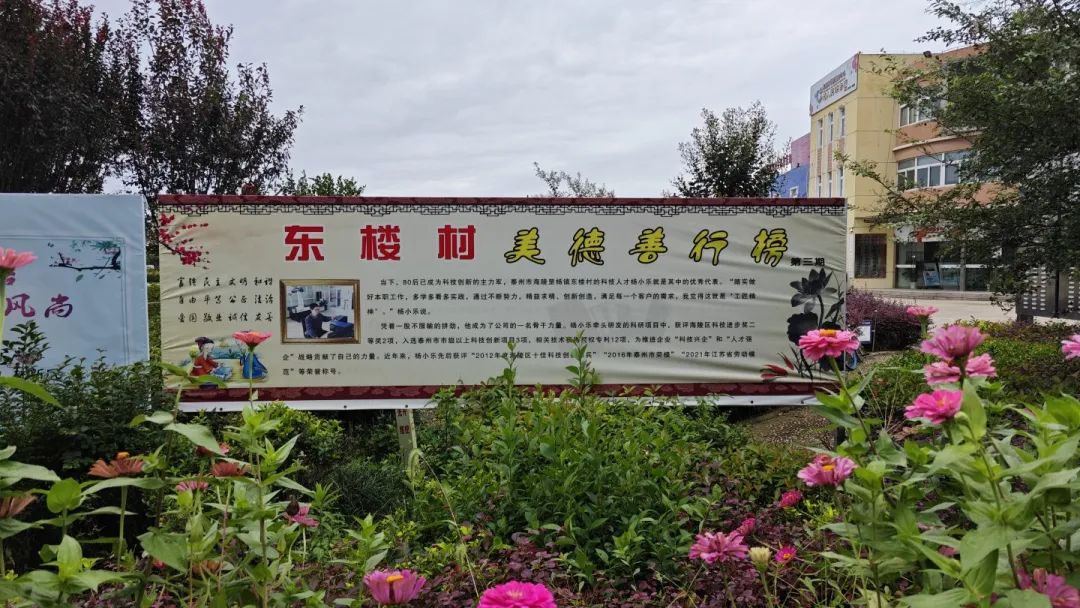 风尚
东楼村 美德善行榜 第三期
富强 民主 文明 和谐
自由 平等 公正 法治
爱国 敬业 诚信 友善
当下，80后已成为科技创新的主力军，泰州市海陵区
镇东楼村的科技人才杨小乐就是其中的优秀代表。“踏实做
好本职工作，多学多看多实践，通过不断努力，精益求精，创新创造，满足每一个客户的需求，我觉得这就是‘工匠精
神’。”杨小乐说。
凭着一股不服输的拼劲，他成为了公司的一名骨干力量。杨小乐牵头研发的科研项目中，获评海陵区科技进步奖二
等奖2项，入选泰州市市级以上科技创新项目3项，相关技术获
权专利12项，为推进企业“科技兴企”和“人才强
企”战略贡献了自己的力量。近年来，杨小乐先后获评“2012年
海陵区十佳科技创
”“2016年泰州市劳模”“2021年江苏省劳动模
范”等荣誉称号。